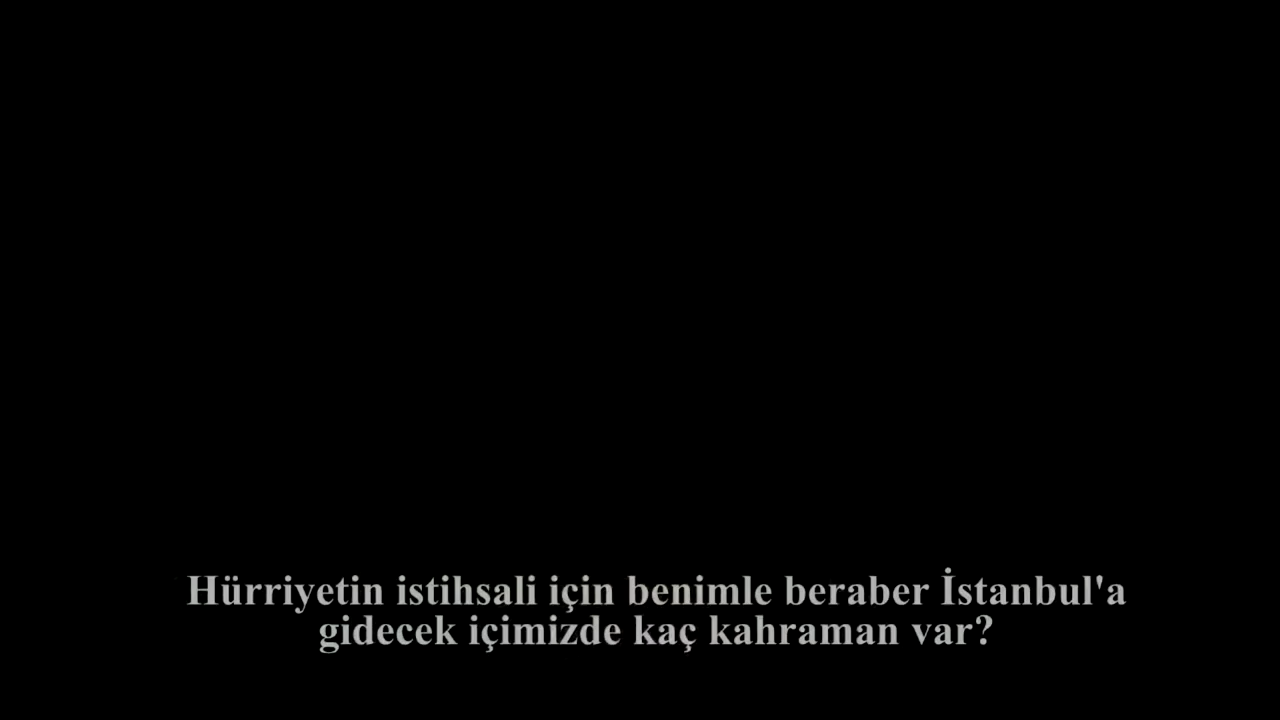 Hürriyetin istihsali için benimle beraber İstanbul'a
gidecek içimizde kaç kahraman var?